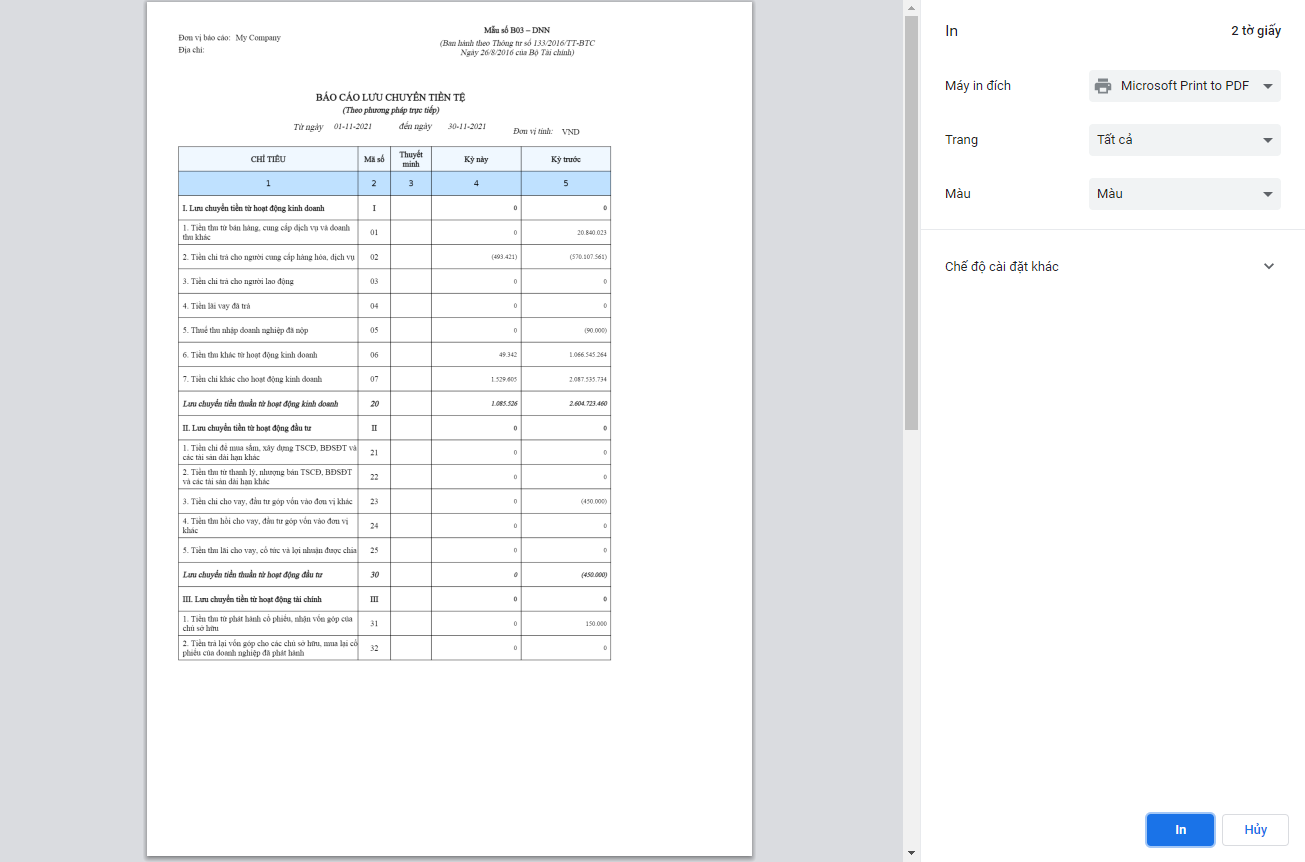 Đơn vị báo cáo: My Company
Địa chỉ:
Mẫu số B03 – DNN
(Ban hành theo Thông tư số 133/2016/TT-BTC
Ngày 26/8/2016 của Bộ Tài chính)
BÁO CÁO LƯU CHUYỂN TIỀN TỆ
(Theo phương pháp trực tiếp)
Từ ngày 01-11-2021 đến ngày 30-11-2021 Đơn vị tính: VND
CHỈ TIÊU Mã số Thuyết minh Kỳ này Kỳ trước
1 2 3 4 5
I. Lưu chuyển tiền từ hoạt động kinh doanh I 0 0
1. Tiền thu từ bán hàng, cung cấp dịch vụ và doanh
thu khác 01 0 20.840.023
2. Tiền chi trả cho người cung cấp hàng hóa, dịch vụ 02 (493.421) (570.107.561)
3. Tiền chi trả cho người lao động 03 0 0
4. Tiền lãi vay đã trả 04 0 0
5. Thuế thu nhập doanh nghiệp đã nộp 05 0 (90.000)
6. Tiền thu khác từ hoạt động kinh doanh 06 49.342 1.066.545.264
7. Tiền chi khác cho hoạt động kinh doanh 07 1.529.605 2.087.535.734
Lưu chuyển tiền thuần từ hoạt động kinh doanh 20 1.085.526 2.604.723.460
II. Lưu chuyển tiền từ hoạt động đầu tư II 0 0
1. Tiền chi để mua sắm, xây dựng TSCĐ, BĐSĐT và
các tài sản dài hạn khác 21 0 0
2. Tiền thu từ thanh lý, nhượng bán TSCĐ, BĐSĐT
và các tài sản dài hạn khác 22 0 0
3. Tiền chi cho vay, đầu tư góp vốn vào đơn vị khác 23 0 (450.000)
4. Tiền thu hồi cho vay, đầu tư góp vốn vào đơn vị
khác 24 0 0
5. Tiền thu lãi cho vay, cổ tức và lợi nhuận được chia 25 0 0
Lưu chuyển tiền thuần từ hoạt động đầu tư 30 0 (450.000)
III. Lưu chuyển tiền từ hoạt động tài chính III 0 0
1. Tiền thu từ phát hành cổ phiếu, nhận vốn góp của
chủ sở hữu 31 0 150.000
2. Tiền trả lại vốn góp cho các chủ sở hữu, mua lại cổ
phiếu của doanh nghiệp đã phát hành 32 0 0
In 2 tờ giấy
Máy in đích Microsoft Print to PDF
Trang Tất cả
Màu Màu
Chế độ cài đặt khác
In Hủy